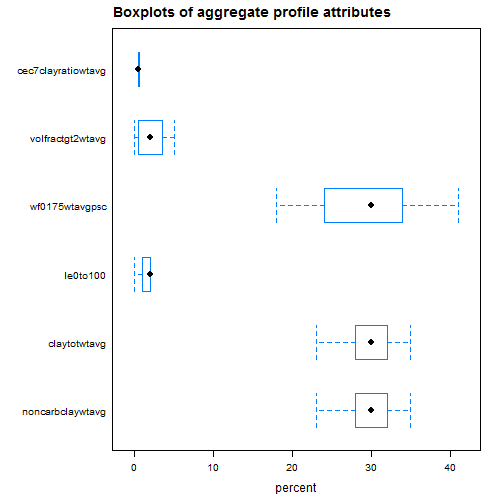 Boxplots of aggregate profile attributes
cec7clayratiowtavg
volfractgt2wtavg
wf0175wtavgpsc
le0to100
claytotwtavg
noncarbclaywtavg
0 10 20 30 40
percent